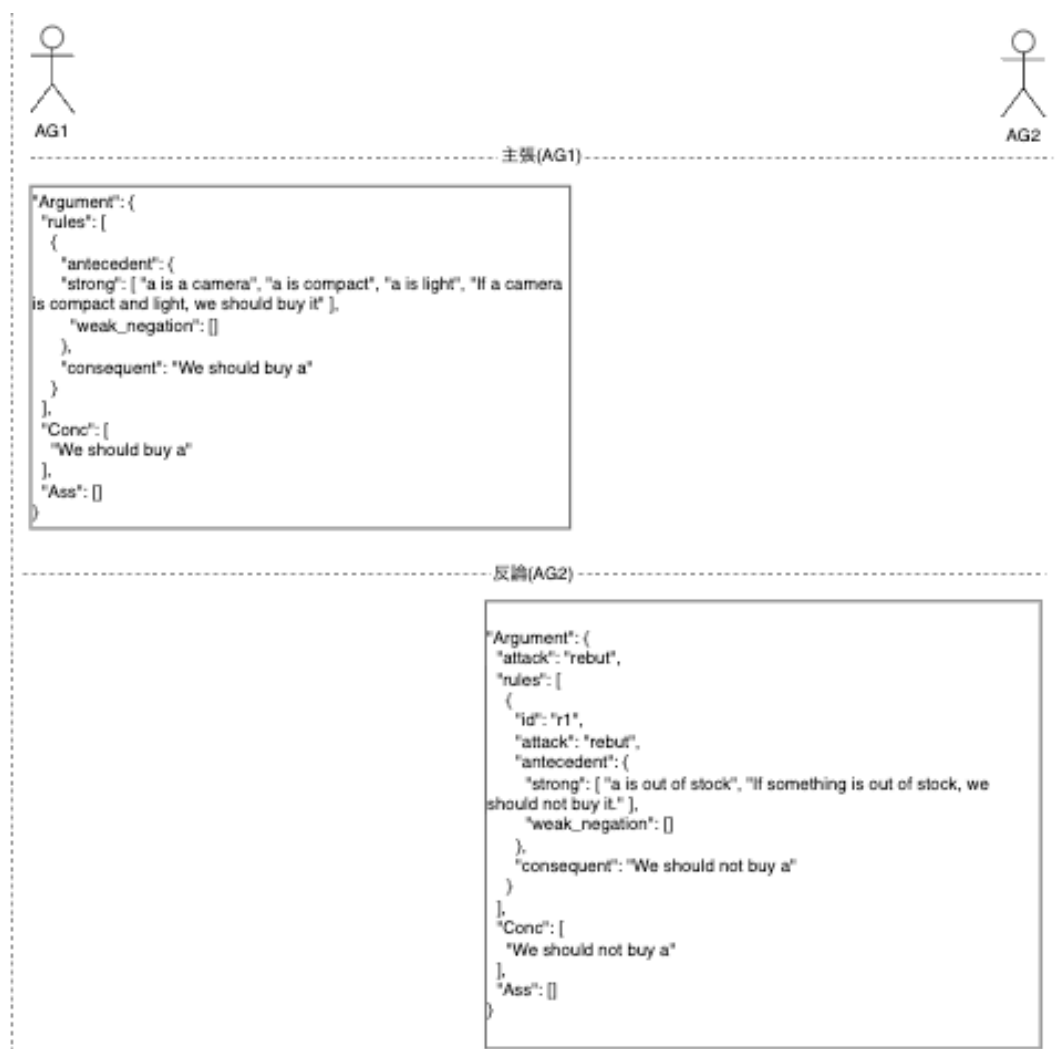 AG1
AG2
主張(AG1)
"Argument": {
"rules": [
{
"antecedent": {
"strong": [ "a is a camera", "a is compact", "a is light", "If a camera
is compact and light, we should buy it" ],
"weak_negation": []
},
"consequent": "We should buy a"
}
],
"Conc": [
"We should buy a"
],
"Ass": []
}
反論(AG2)
"Argument": {
"attack": "rebut",
"rules": [
{
"id": "r1",
"attack": "rebut",
"antecedent": {
"strong": [ "a is out of stock", "If something is out of stock, we
should not buy it." ],
"weak_negation": []
},
"consequent": "We should not buy a"
}
],
"Conc": [
"We should not buy a"
],
"Ass": []
}